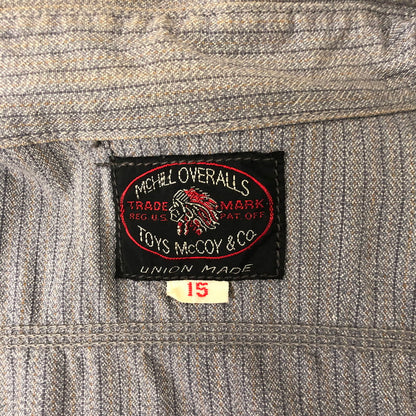 McHILL OVERALLS
TRADE MARK
REG. U.S. PAT. OFF.
TOYS McCOY & Co.
UNION MADE
15